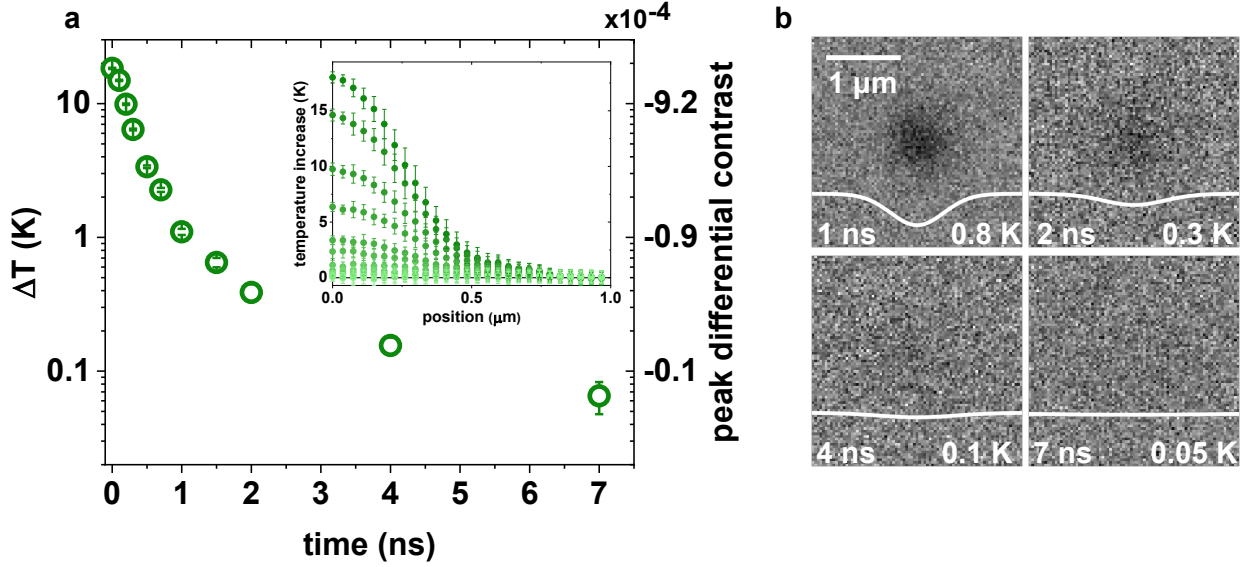 a
x10-4
10
1
0.1
ΔT (K)
0
1
2
3
4
5
6
7
time (ns)
-9.2
-0.9
-0.1
peak differential contrast
temperature increase (K)
15
10
5
0
0.0
0.5
1.0
position (μm)
b
1 μm
1 ns 0.8 K
2 ns 0.3 K
4 ns 0.1 K
7 ns 0.05 K